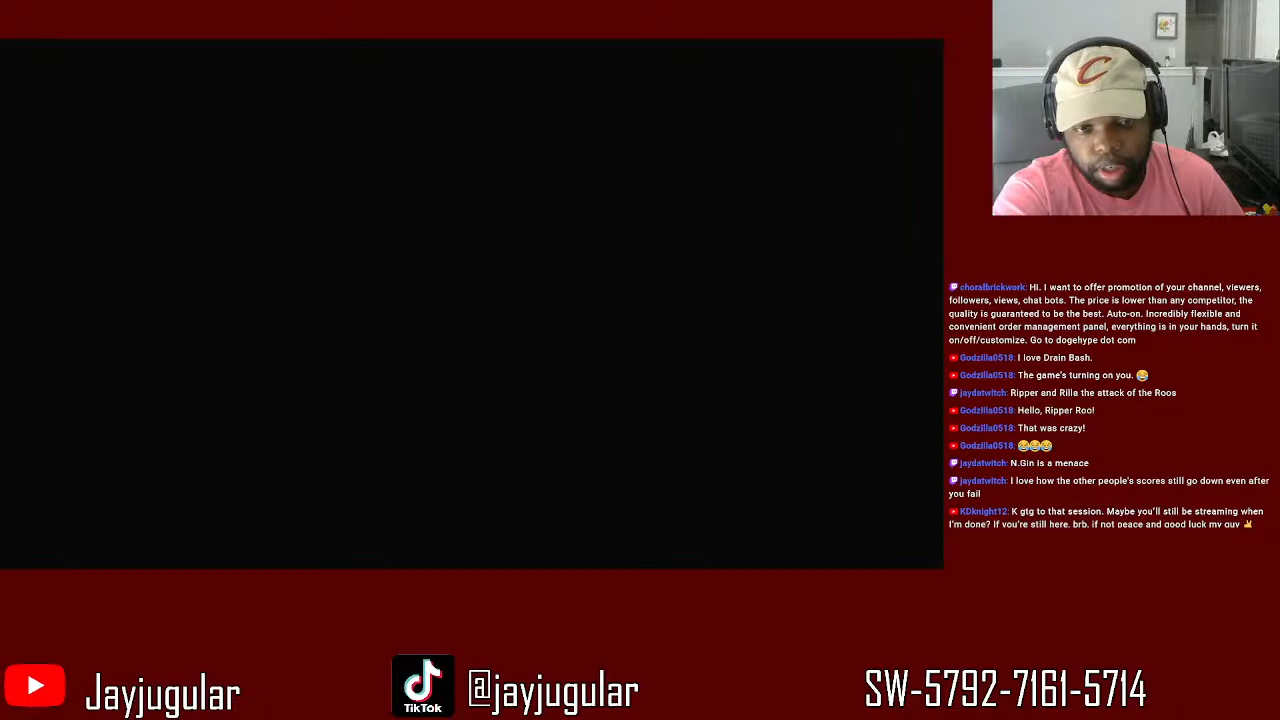 C
choralbrickwork: Hi. I want to offer promotion of your channel, viewers,
followers, views, chat bots. The price is lower than any competitor, the
quality is guaranteed to be the best. Auto-on. Incredibly flexible and
convenient order management panel, everything is in your hands, turn it
on/off/customize. Go to dogehype dot com
Godzilla0518: I love Drain Bash.
Godzilla0518: The game's turning on you. 😂
jaydatwitch: Ripper and Rilla the attack of the Roos
Godzilla0518: Hello, Ripper Roo!
Godzilla0518: That was crazy!
Godzilla0518: 😂😂😂
jaydatwitch: N.Gin is a menace
jaydatwitch: I love how the other people's scores still go down even after
you fail
KDknight12: K gtg to that session. Maybe you'll still be streaming when
I'm done? If you're still here, brb, if not peace and good luck my guy ✌
Jayjugular
TikTok
@jayjugular
SW-5792-7161-5714